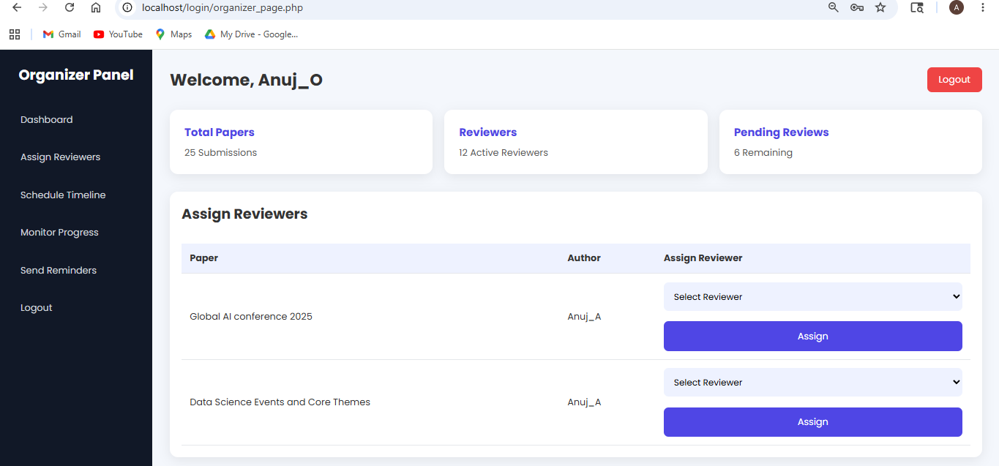 localhost/login/organizer_page.php
A
Gmail YouTube Maps My Drive - Google...
Organizer Panel
Dashboard
Assign Reviewers
Schedule Timeline
Monitor Progress
Send Reminders
Logout
Welcome, Anuj_O
Logout
Total Papers
25 Submissions
Reviewers
12 Active Reviewers
Pending Reviews
6 Remaining
Assign Reviewers
Paper Author Assign Reviewer
Global AI conference 2025 Anuj_A Select Reviewer
Assign
Data Science Events and Core Themes Anuj_A Select Reviewer
Assign